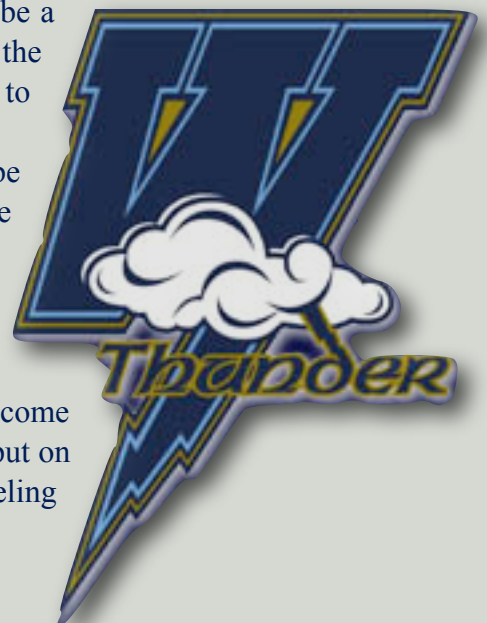 be a
the
to
be
e
W
Thunder
come
out on
eling